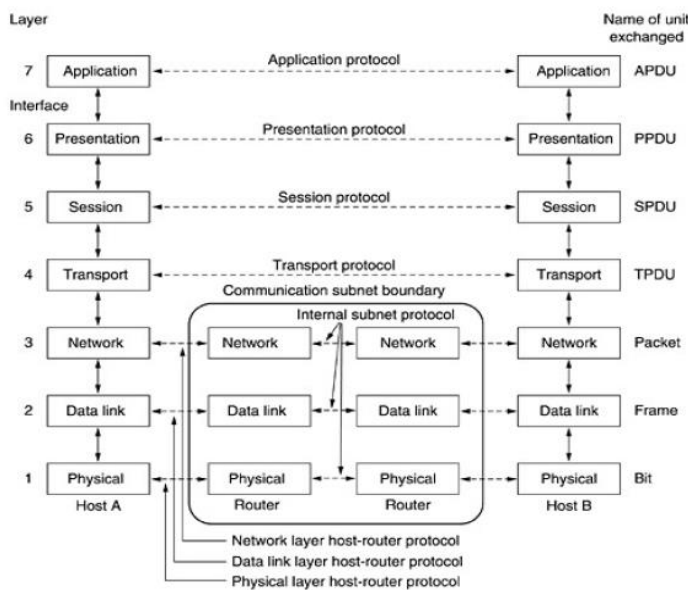 Layer
Name of unit
exchanged
Application protocol
7 Application Application APDU
Interface
Presentation protocol
6 Presentation Presentation PPDU
Session protocol
5 Session Session SPDU
Transport protocol
4 Transport Transport TPDU
Communication subnet boundary
Internal subnet protocol
3 Network Network Network Network Packet
2 Data link Data link Data link Data link Frame
1 Physical Physical Physical Physical Bit
Host A Router Router Host B
Network layer host-router protocol
Data link layer host-router protocol
Physical layer host-router protocol